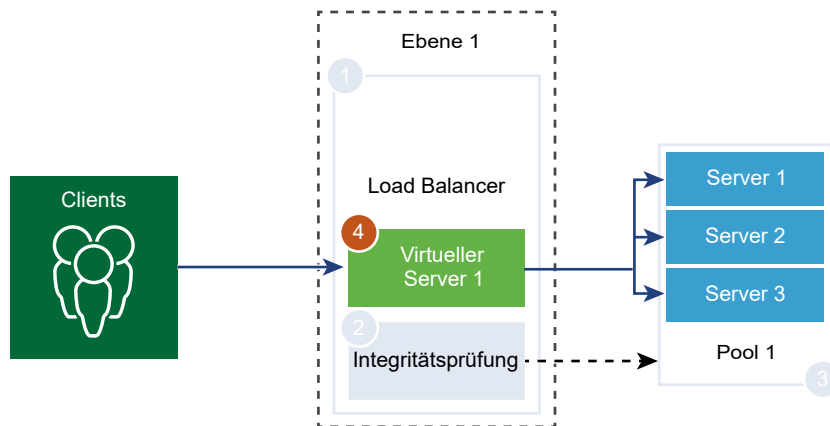 Ebene 1
1
Load Balancer
Clients
4
Virtueller
Server 1
2
Integritätsprüfung
Server 1
Server 2
Server 3
Pool 1
3